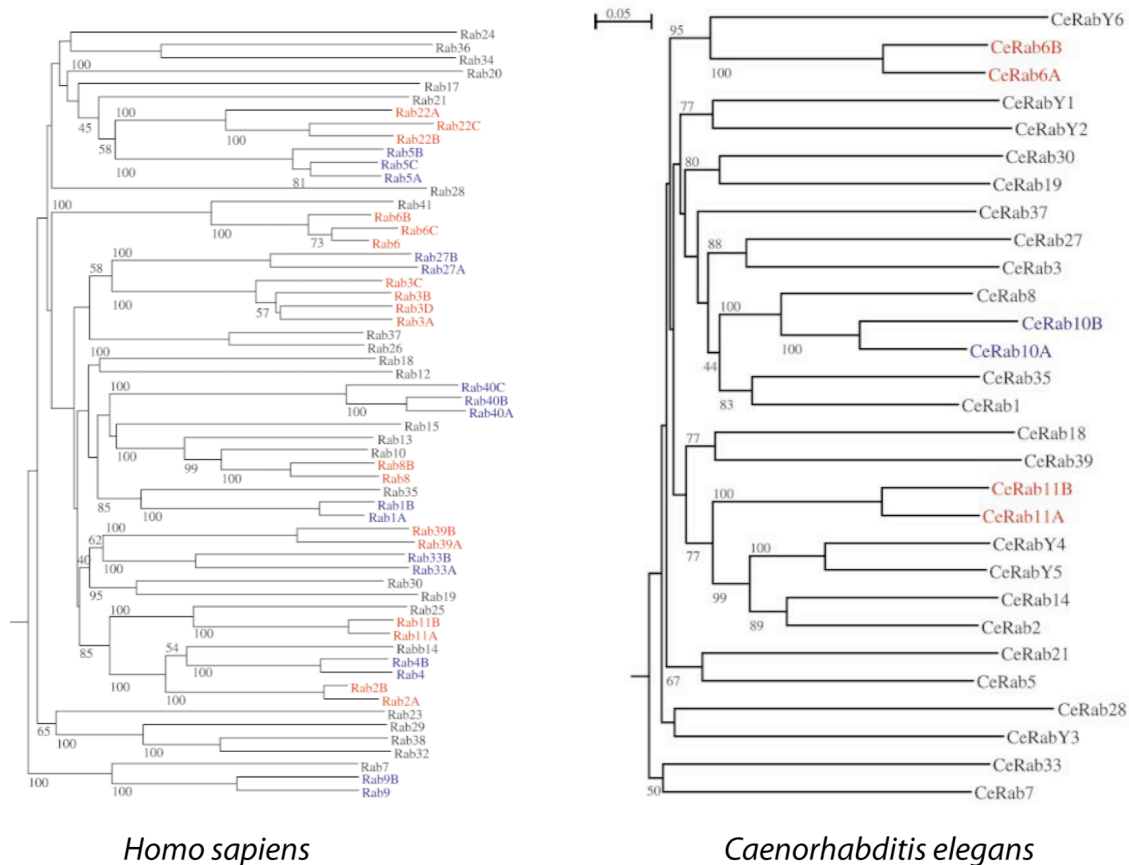 Rab24
Rab36
Rab34
100
Rab20
Rab17
Rab21
100
Rab22A
Rab22C
45
100
Rab22B
58
Rab5B
Rab5C
100
81
Rab5A
Rab28
100
Rab41
Rab6B
100
Rab6C
73
Rab6
100
Rab27B
58
Rab27A
Rab3C
100
Rab3B
57
Rab3D
Rab3A
Rab37
Rab26
100
Rab18
Rab12
100
Rab40C
Rab40B
100
Rab40A
Rab15
Rab13
100
Rab10
99
Rab8B
100
Rab8
Rab35
85
Rab1B
100
Rab1A
100
Rab39B
62
Rab39A
40
Rab33B
100
Rab33A
Rab30
95
Rab19
100
Rab25
Rab11B
100
Rab11A
85
54
Rabb14
Rab4B
100
100
Rab4
Rab2B
100
Rab2A
Rab23
65
Rab29
100
Rab38
100
Rab32
Rab7
100
Rab9B
100
Rab9
Homo sapiens
0.05
CeRabY6
95
CeRab6B
100
CeRab6A
77
CeRabY1
CeRabY2
80
CeRab30
CeRab19
CeRab37
88
CeRab27
CeRab3
100
CeRab8
CeRab10B
100
CeRab10A
44
CeRab35
83
CeRab1
77
CeRab18
CeRab39
100
CeRab11B
CeRab11A
77
100
CeRabY4
CeRabY5
99
CeRab14
89
CeRab2
CeRab21
67
CeRab5
CeRab28
CeRabY3
CeRab33
50
CeRab7
Caenorhabditis elegans